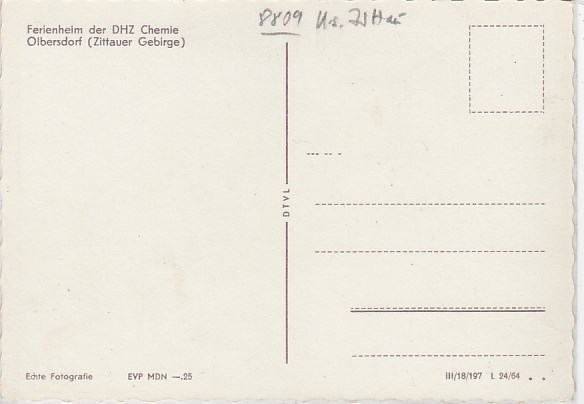 8809 Krs. Zittau
Ferienheim der DHZ Chemie
Olbersdorf (Zittauer Gebirge)
DTVL
Echte Fotografie EVP MDN —.25 III/18/197 L 24/64